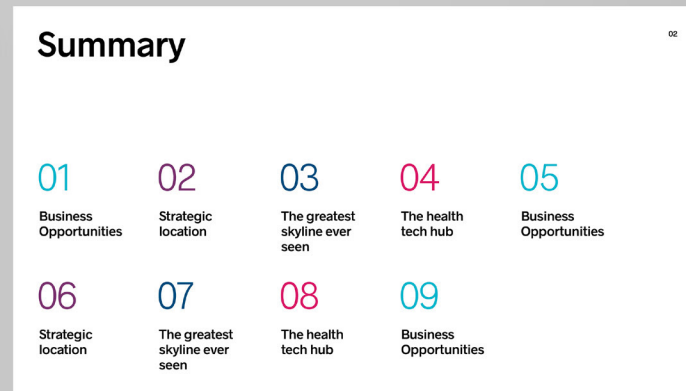 Summary
02
01
Business
Opportunities
02
Strategic
location
03
The greatest
skyline ever
seen
04
The health
tech hub
05
Business
Opportunities
06
Strategic
location
07
The greatest
skyline ever
seen
08
The health
tech hub
09
Business
Opportunities